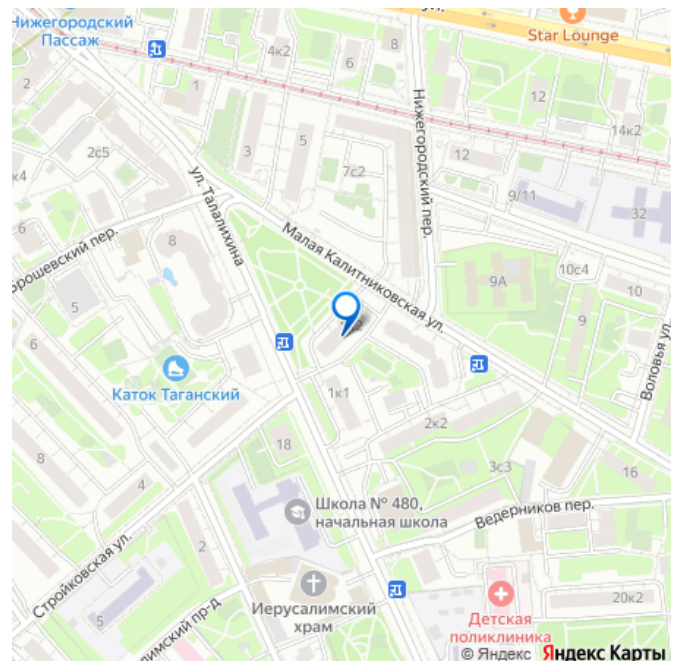 Нижегородский
Пассаж
Star Lounge
ул.
4к2
6
8
2
1
12
14к2
3
5
2с5
к4
7с2
12
Нижегородский пер.
9/11
32
ул. Талалихина
6
8
Малая Калитниковская ул.
9А
10с4
10
5
9
6
Воловья ул.
Каток Таганский
1к1
2к2
18
8
4
3с3
16
Школа № 480,
начальная школа
Ведерников пер.
2
Стройковская ул.
5
Иерусалимский
храм
Детская
поликлиника
20к2
© Яндекс Яндекс Карты